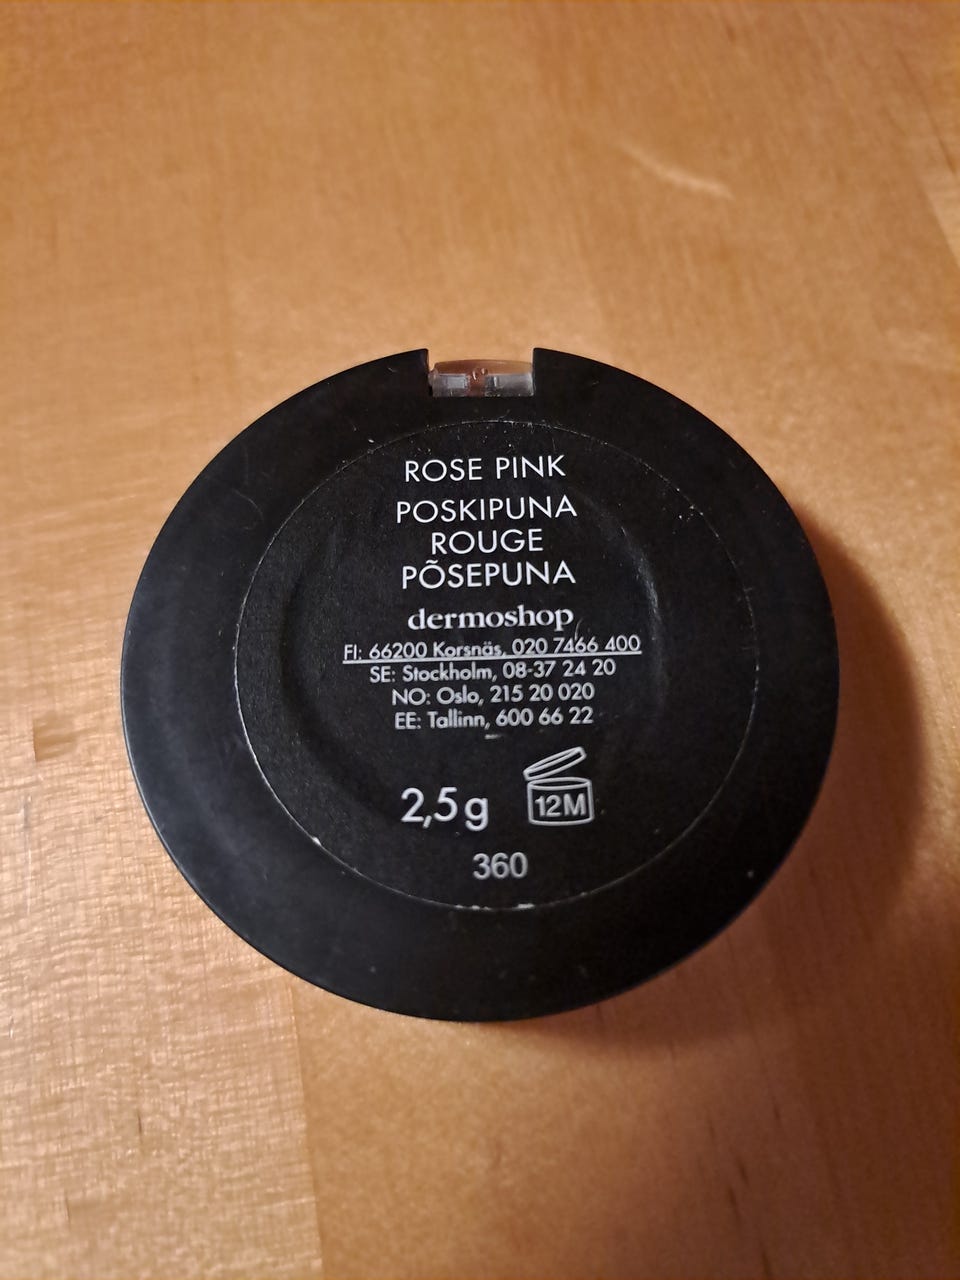 ROSE PINK
POSKIPUNA
ROUGE
PÕSEPUNA
dermoshop
FI: 66200 Korsnäs, 020 7466 400
SE: Stockholm, 08-37 24 20
NO: Oslo, 215 20 020
EE: Tallinn, 600 66 22
2,5g
12M
360